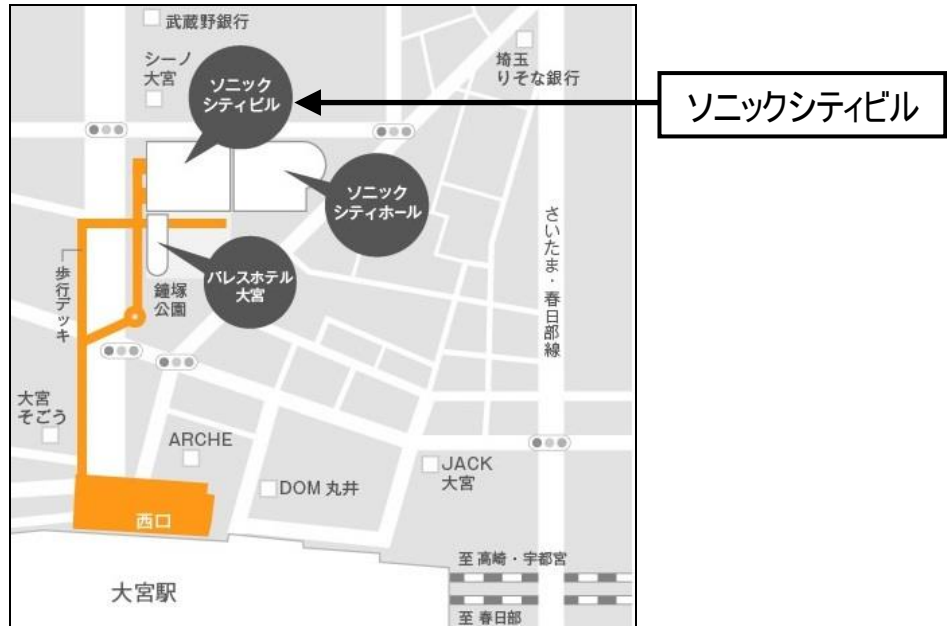 武蔵野銀行
シーノ
大宮
ソニック
シティビル
埼玉
りそな銀行
ソニックシティビル
ソニック
シティホール
さいたま・春日部線
パレスホテル
大宮
歩行デッキ
鐘塚
公園
大宮
そごう
ARCHE
JACK
大宮
DOM 丸井
西口
至 高崎・宇都宮
大宮駅
至 春日部